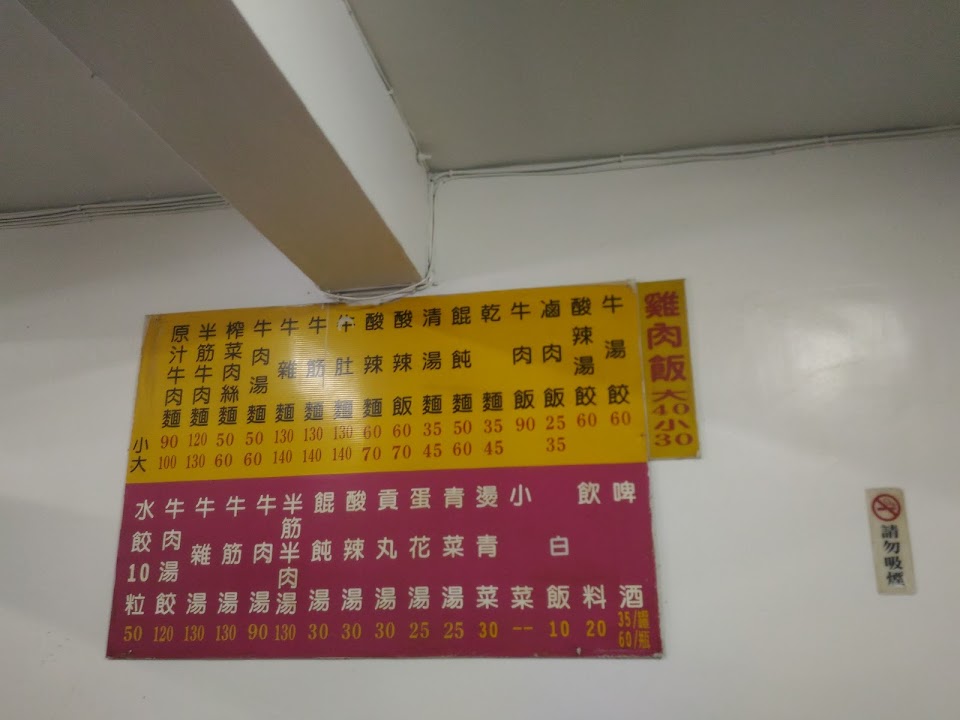 小 大
原汁牛肉麵 90 100
半筋牛肉麵 120 130
榨菜肉絲麵 50 60
牛肉湯麵 50 60
牛雜麵 130 140
牛筋麵 130 140
牛肚麵 130 140
酸辣麵 60 70
酸辣飯 60 70
清湯麵 35 45
餛飩麵 50 60
乾麵 35 45
牛肉飯 90
滷肉飯 25 35
酸辣湯餃 60
牛湯餃 60
雞肉飯大40小30
水餃10粒 50
牛肉湯餃 120
牛雜湯 130
牛筋湯 130
牛肉湯 90
半筋半肉湯 130
餛飩湯 30
酸辣湯 30
貢丸湯 30
蛋花湯 25
青菜湯 25
燙青菜 30
小菜 --
白飯 10
飲料 20
啤酒 35/罐 60/瓶
請勿吸煙